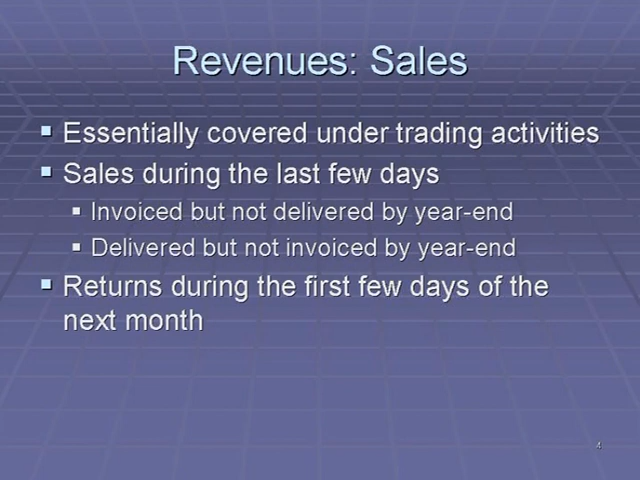 Revenues: Sales
Essentially covered under trading activities
Sales during the last few days
Invoiced but not delivered by year-end
Delivered but not invoiced by year-end
Returns during the first few days of the
next month
4